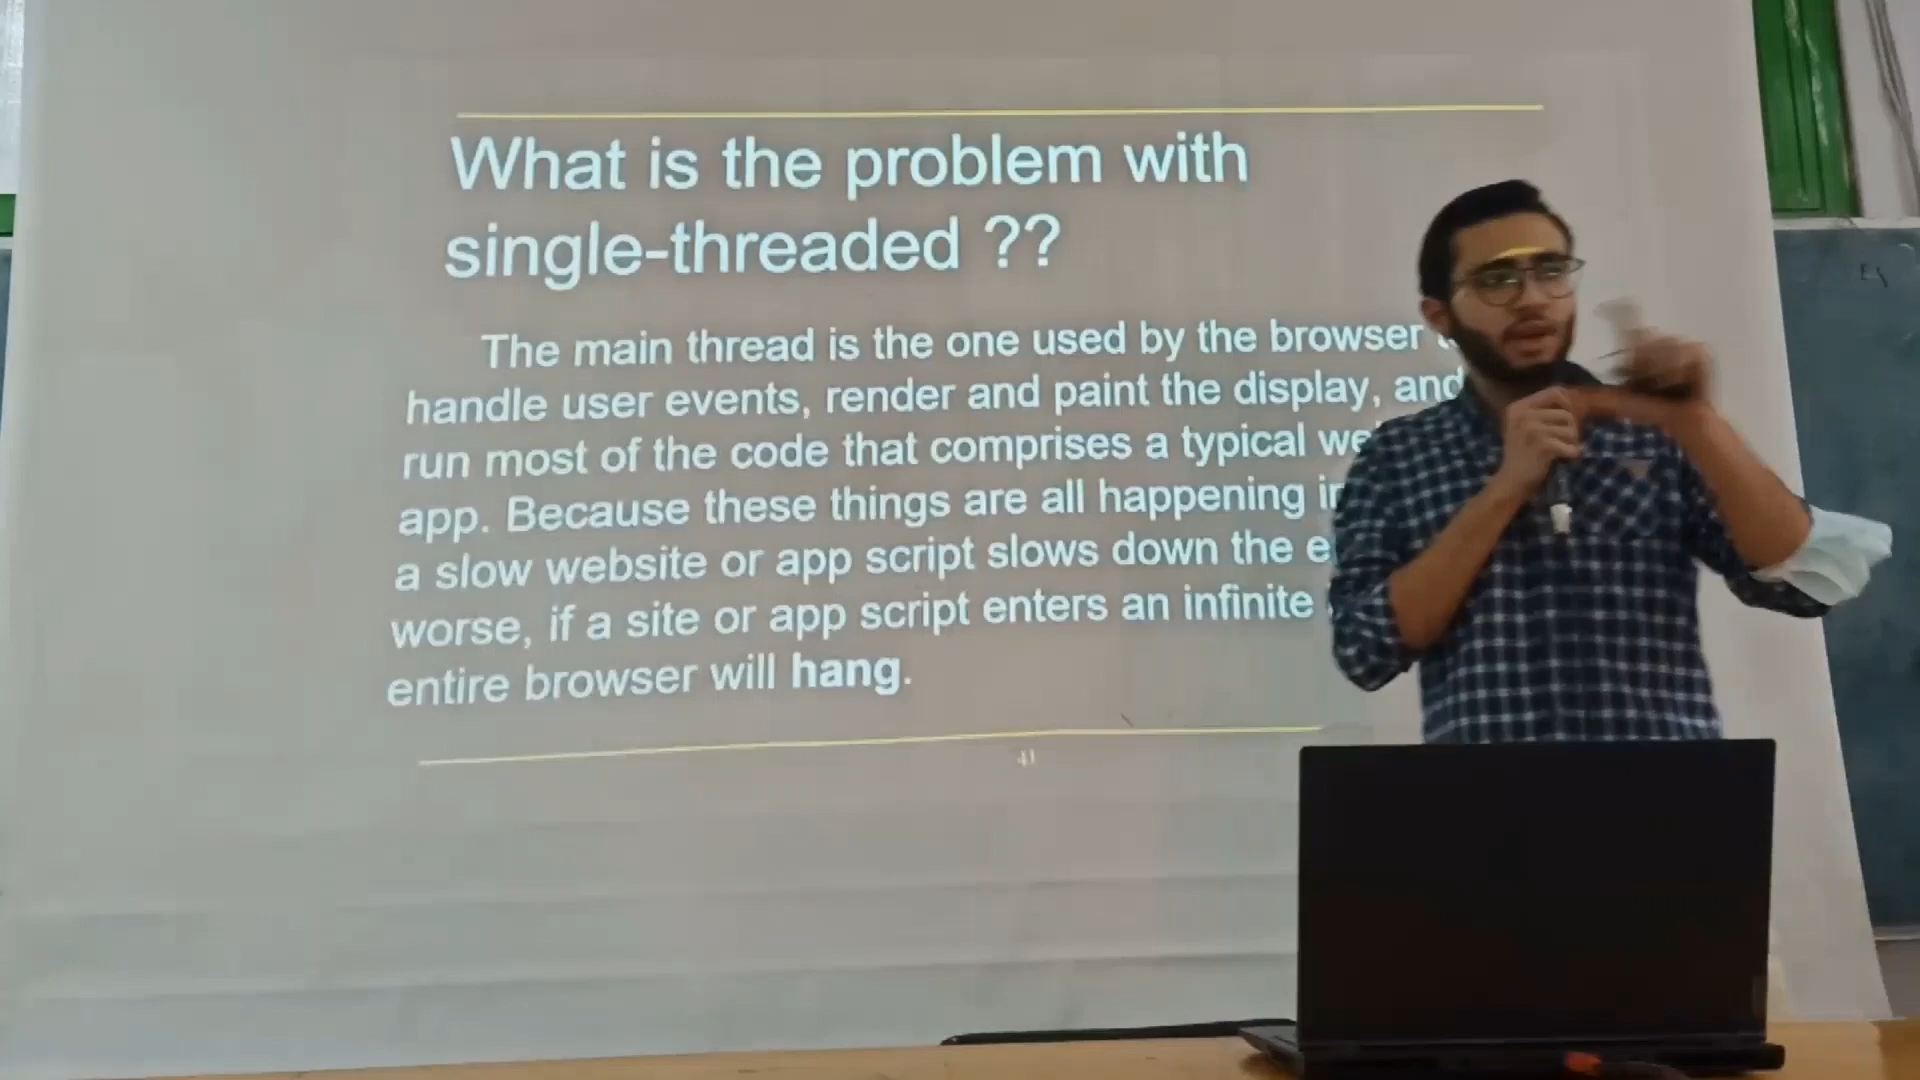 What is the problem with
single-threaded ??
The main thread is the one used by the browser
handle user events, render and paint the display, and
run most of the code that comprises a typical
app. Because these things are all happening
a slow website or app script slows down the
worse, if a site or app script enters an infinite
entire browser will hang.
41